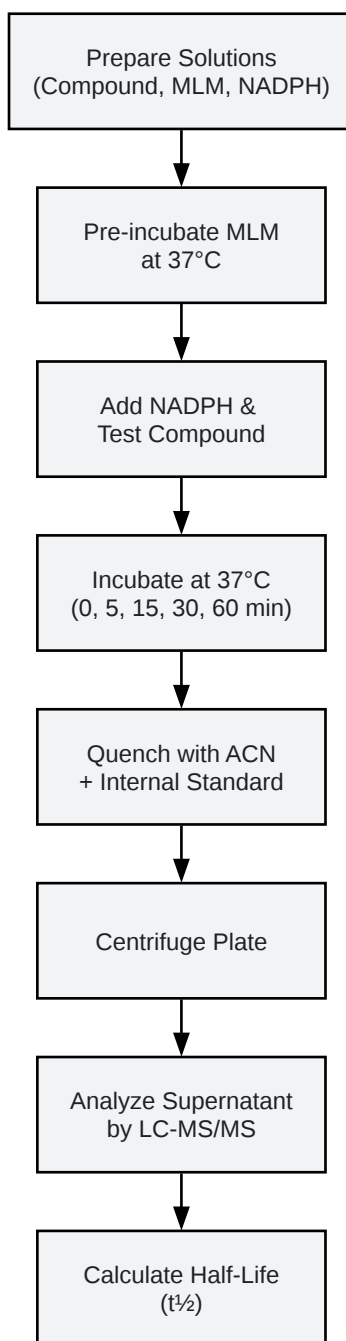 Prepare Solutions
(Compound, MLM, NADPH)
Pre-incubate MLM
at 37°C
Add NADPH &
Test Compound
Incubate at 37°C
(0, 5, 15, 30, 60 min)
Quench with ACN
+ Internal Standard
Centrifuge Plate
Analyze Supernatant
by LC-MS/MS
Calculate Half-Life
(t½)